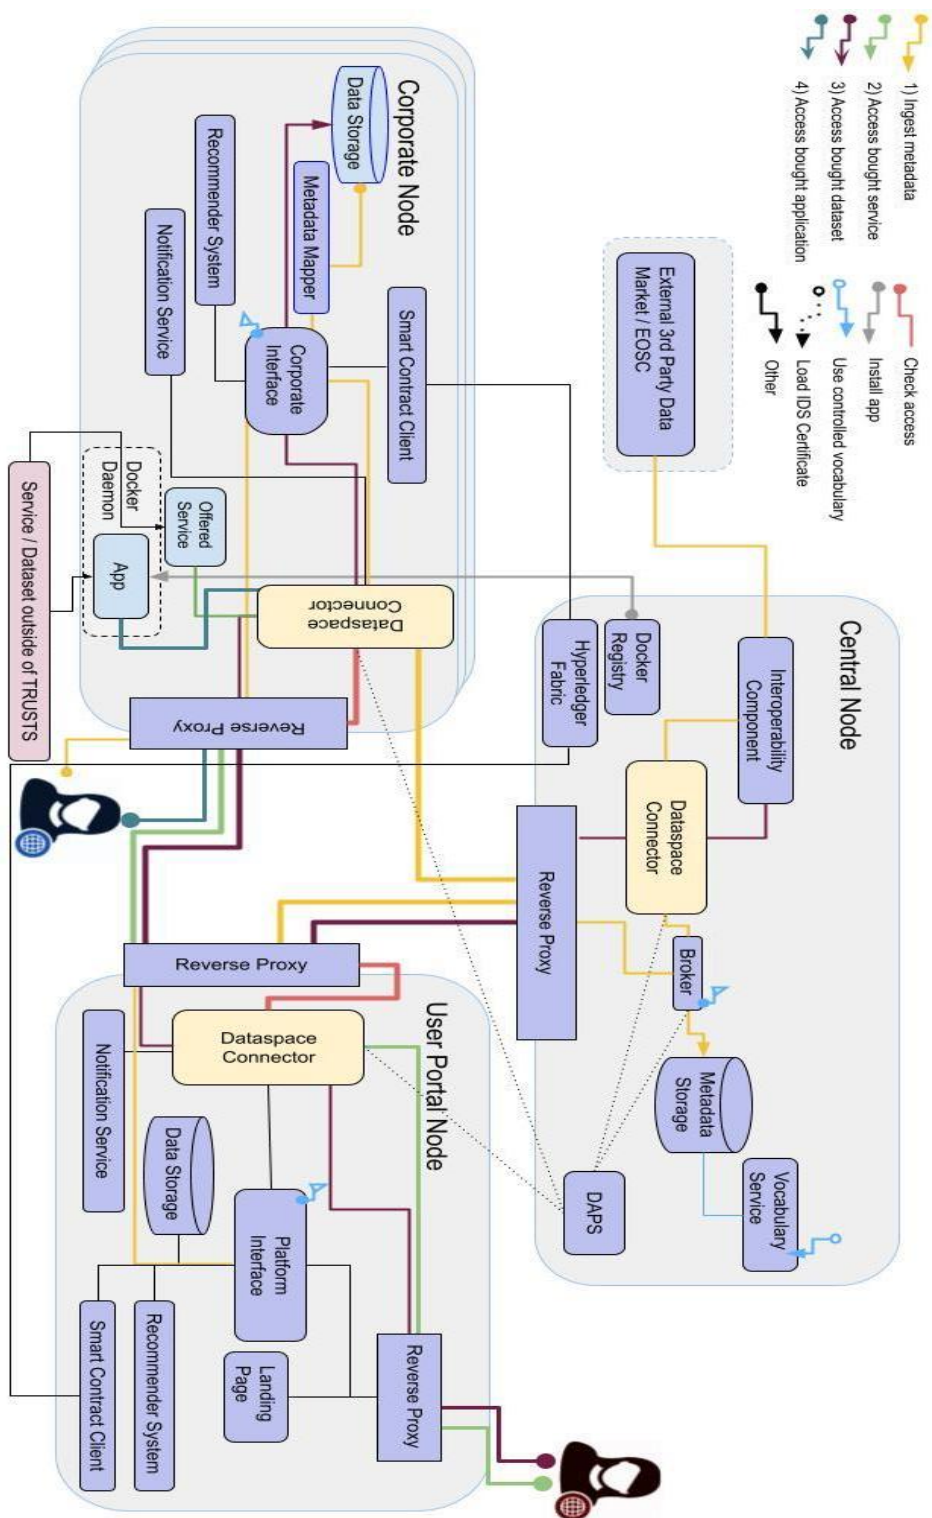 1) Ingest metadata
2) Access bought service
3) Access bought dataset
4) Access bought application
Check access
Install app
Use controlled vocabulary
Load IDS Certificate
Other
External 3rd Party Data
Market / EOSC
Central Node
Interoperability
Component
Dataspace
Connector
Broker
Metadata
Storage
Vocabulary
Service
Docker
Registry
Hyperledger
Fabric
Reverse Proxy
DAPS
Corporate Node
Data Storage
Metadata Mapper
Recommender System
Notification Service
Corporate
Interface
Smart Contract Client
Dataspace
Connector
Offered
Service
Docker
Daemon
App
Reverse Proxy
Service / Dataset outside of TRUSTS
User Portal Node
Reverse Proxy
Dataspace
Connector
Notification Service
Data Storage
Platform
Interface
Landing
Page
Reverse Proxy
Recommender System
Smart Contract Client